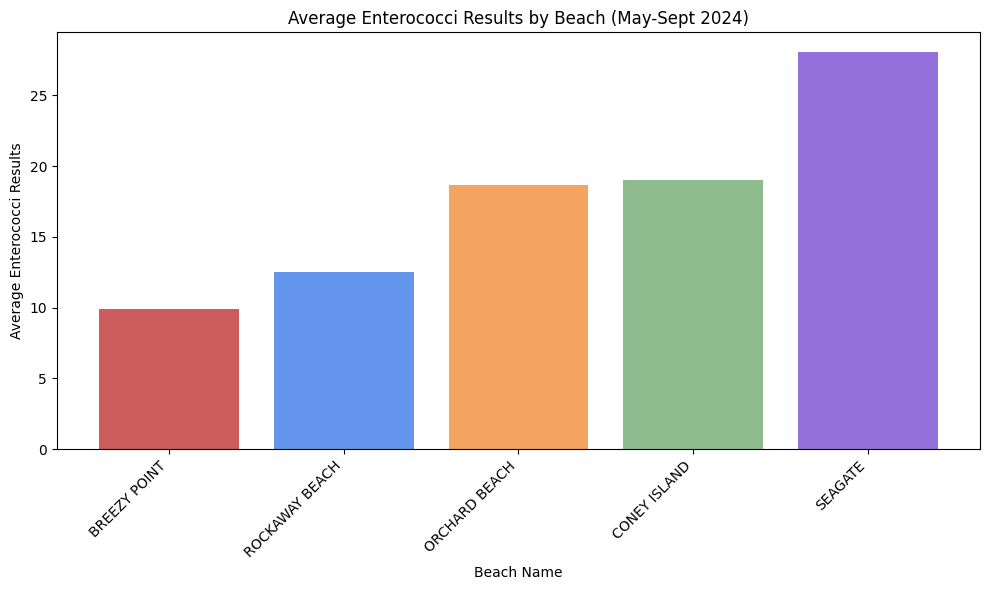 Average Enterococci Results by Beach (May-Sept 2024)
Average Enterococci Results
25
20
15
10
5
0
BREEZY POINT
ROCKAWAY BEACH
ORCHARD BEACH
CONEY ISLAND
SEAGATE
Beach Name